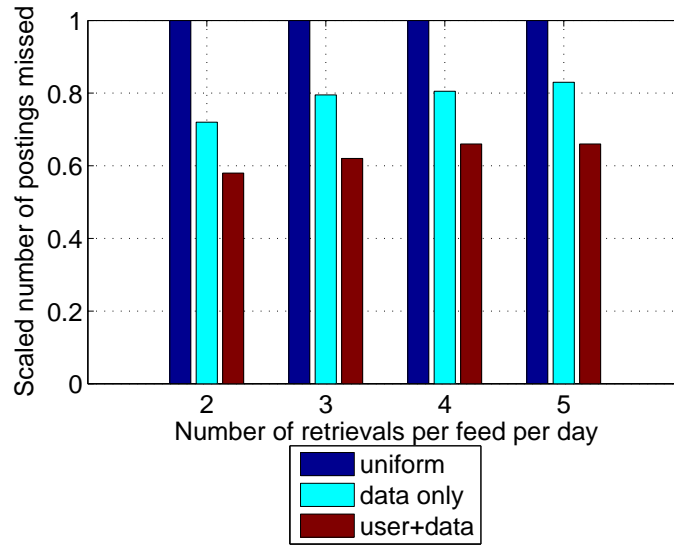 Scaled number of postings missed
1
0.8
0.6
0.4
0.2
0
2 3 4 5
Number of retrievals per feed per day
uniform
data only
user+data